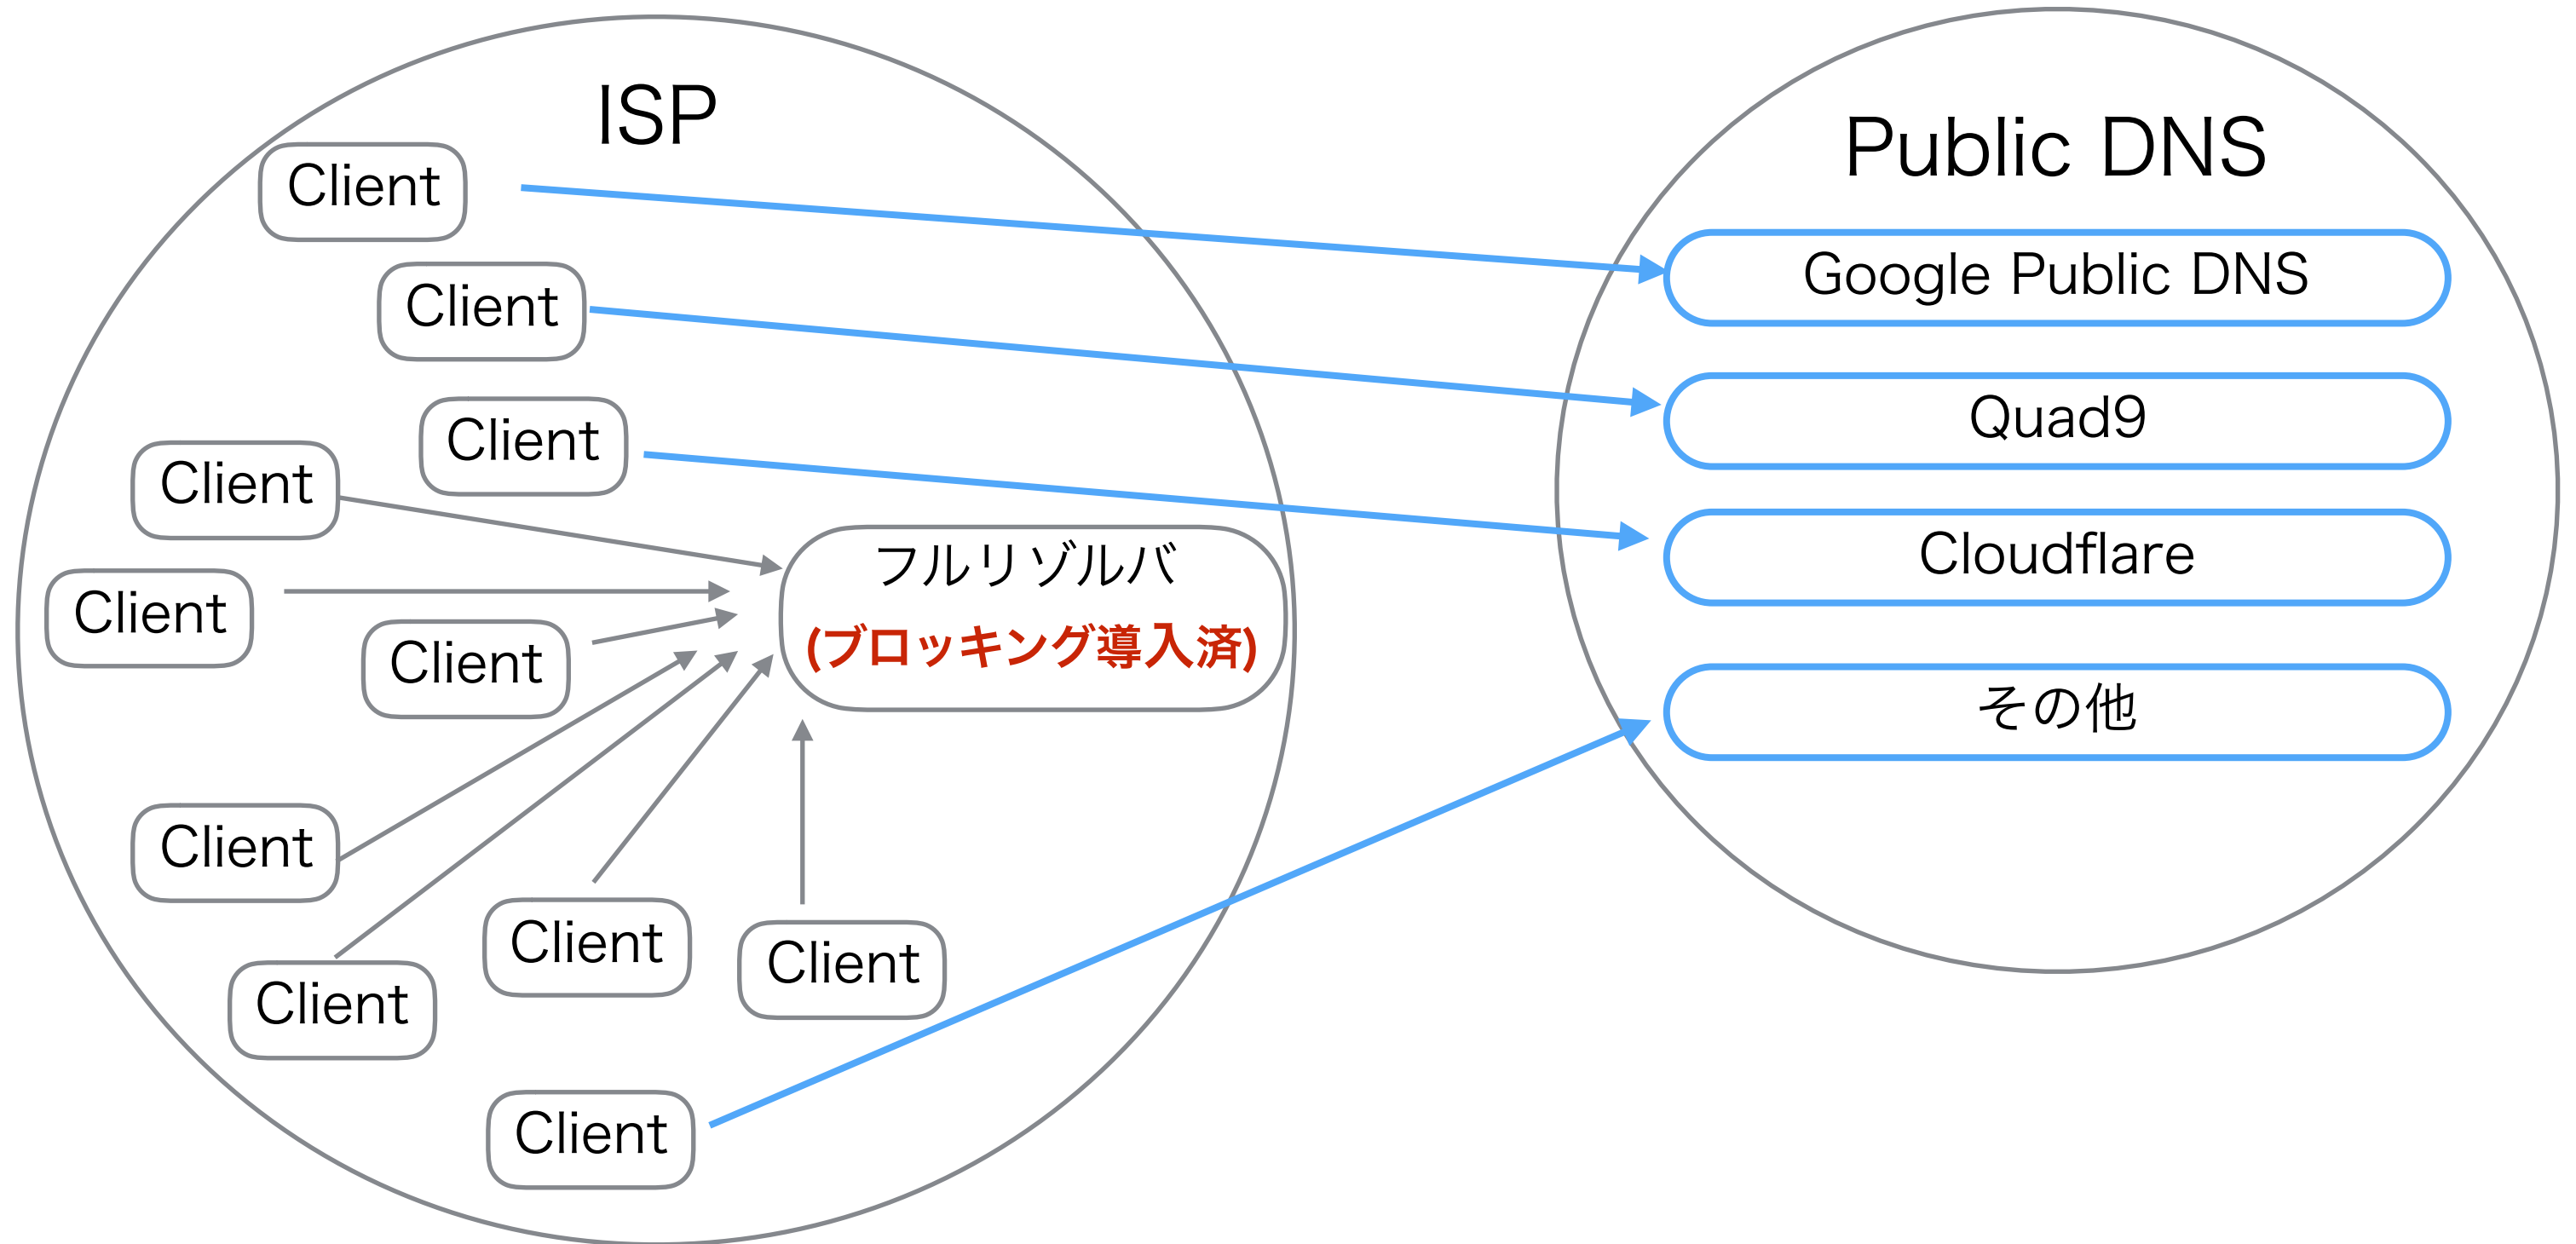 ISP
Client
Client
Client
Client
Client
Client
フルリゾルバ
(ブロッキング導入済)
Client
Client
Client
Client
Client
Public DNS
Google Public DNS
Quad9
Cloudflare
その他